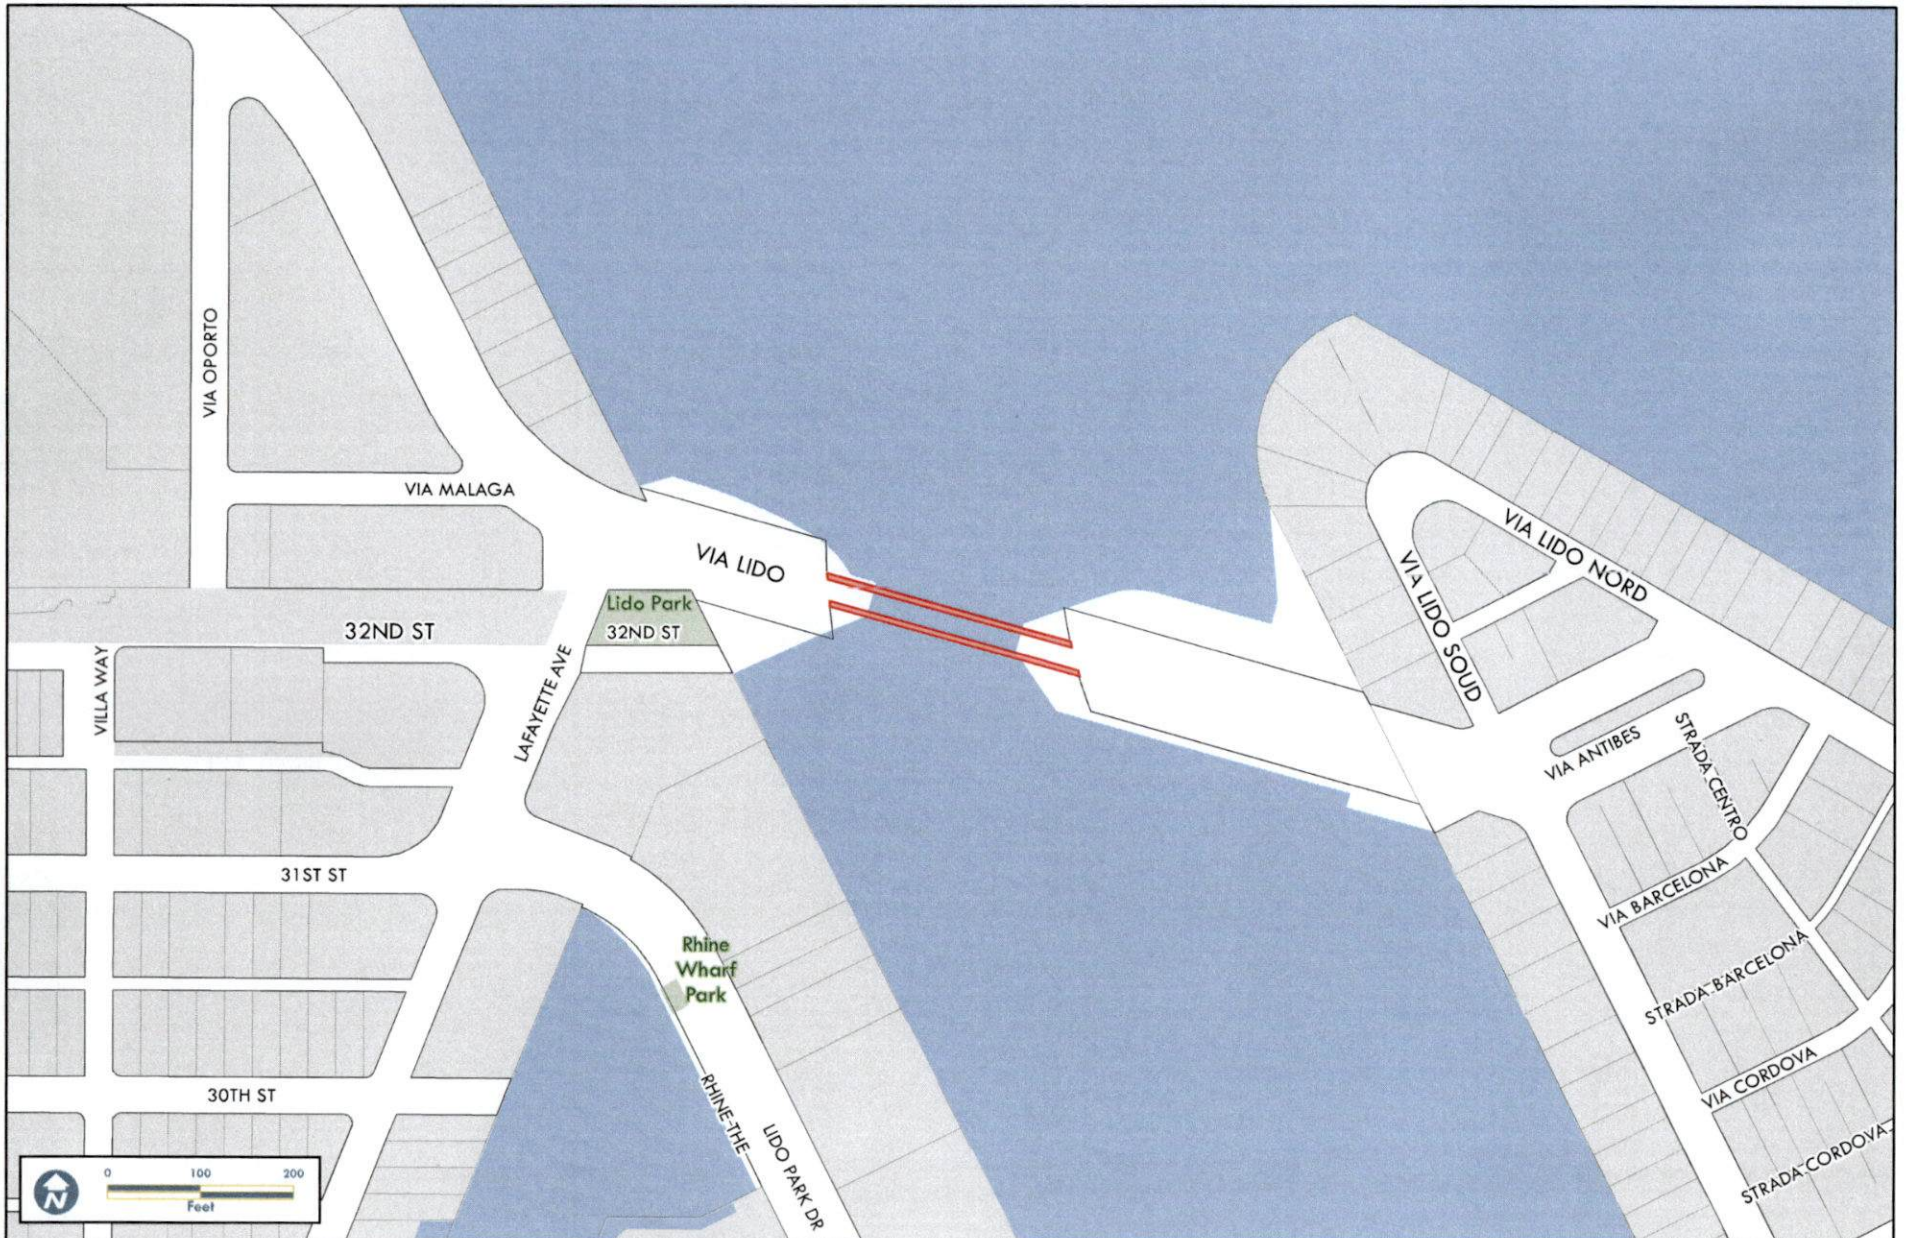 VIA OPORTO
VIA MALAGA
VIA LIDO
VIA LIDO NORD
VIA LIDO SOUD
Lido Park
32ND ST
32ND ST
VILLA WAY
LAFAYETTE AVE
VIA ANTIBES
STRADA CENTRO
31ST ST
VIA BARCELONA
STRADA BARCELONA
Rhine
Wharf
Park
VIA CORDOVA
STRADA CORDOVA
30TH ST
RHINE THE
LIDO PARK DR
N
0 100 200
Feet